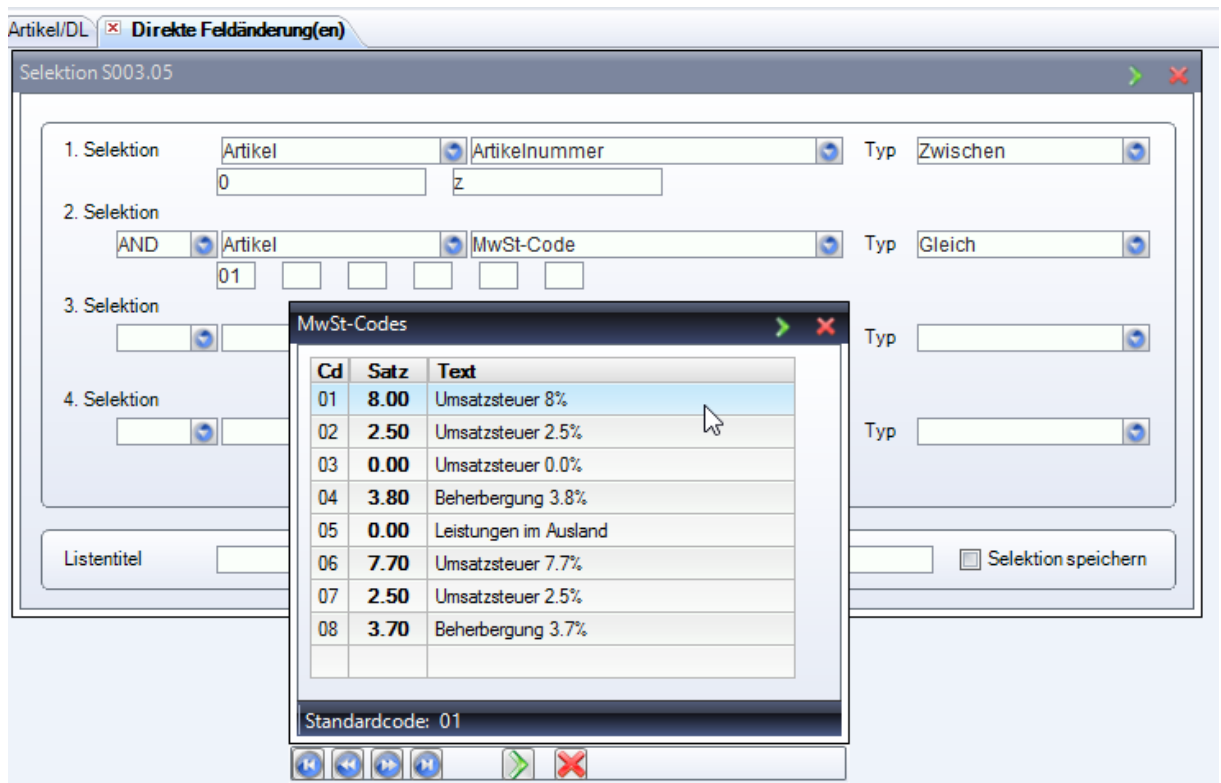 Artikel/DL Direkte Feldänderung(en)
Selektion S003.05
1. Selektion Artikel Artikelnummer Typ Zwischen
0 z
2. Selektion
AND Artikel MwSt-Code Typ Gleich
01
3. Selektion
Typ
4. Selektion
Typ
Listentitel Selektion speichern
MwSt-Codes
Cd Satz Text
01 8.00 Umsatzsteuer 8%
02 2.50 Umsatzsteuer 2.5%
03 0.00 Umsatzsteuer 0.0%
04 3.80 Beherbergung 3.8%
05 0.00 Leistungen im Ausland
06 7.70 Umsatzsteuer 7.7%
07 2.50 Umsatzsteuer 2.5%
08 3.70 Beherbergung 3.7%
Standardcode: 01